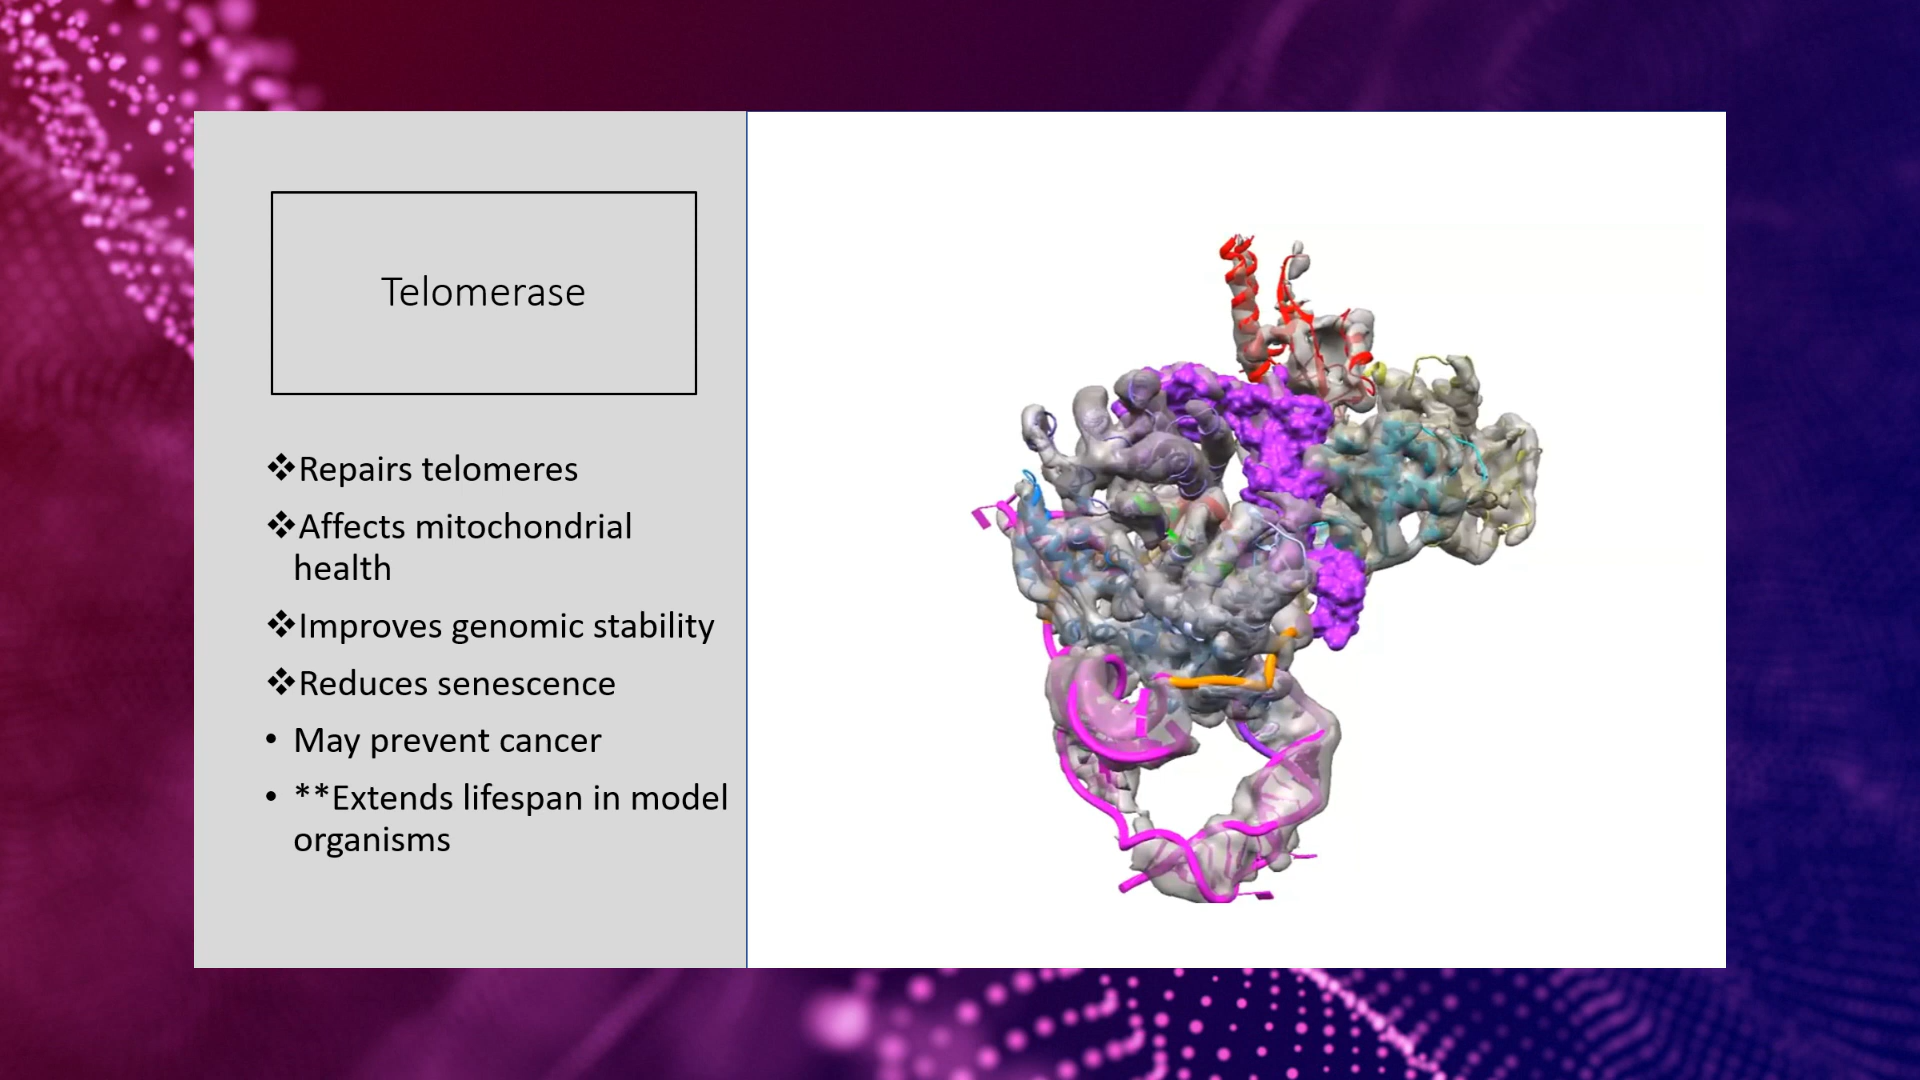 Telomerase
❖Repairs telomeres
❖Affects mitochondrial
health
❖Improves genomic stability
❖Reduces senescence
• May prevent cancer
• **Extends lifespan in model
organisms